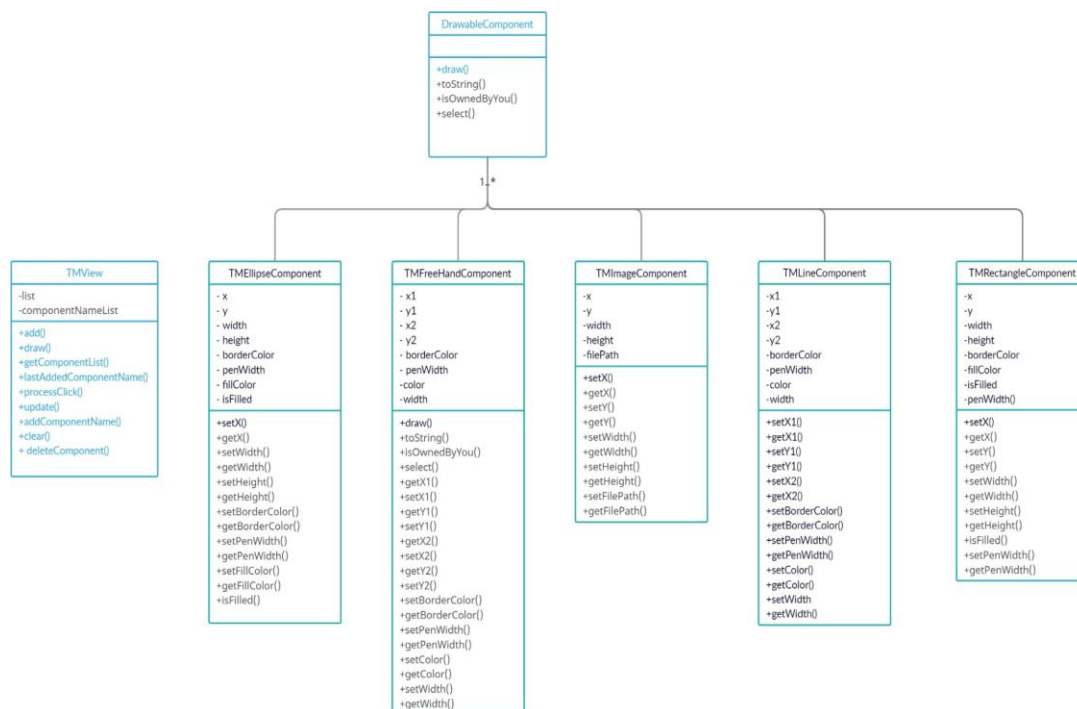 DrawableComponent
+draw()
+toString()
+isOwnedByYou()
+select()
1..*
TMView
-list
-componentNameList
+add()
+draw()
+getComponentList()
+lastAddedComponentName()
+processClick()
+update()
+addComponentName()
+clear()
+ deleteComponent()
TMEllipseComponent
- x
- y
- width
- height
- borderColor
- penWidth
- fillColor
- isFilled
+setX()
+getX()
+setWidth()
+getWidth()
+setHeight()
+getHeight()
+setBorderColor()
+getBorderColor()
+setPenWidth()
+getPenWidth()
+setFillColor()
+getFillColor()
+isFilled()
TMFreeHandComponent
- x1
- y1
- x2
- y2
- borderColor
- penWidth
-color
-width
+draw()
+toString()
+isOwnedByYou()
+select()
+getX1()
+setX1()
+getY1()
+setY1()
+getX2()
+setX2()
+getY2()
+setY2()
+setBorderColor()
+getBorderColor()
+setPenWidth()
+getPenWidth()
+setColor()
+getColor()
+setWidth()
+getWidth()
TMImageComponent
-x
-y
-width
-height
-filePath
+setX()
+getX()
+setY()
+getY()
+setWidth()
+getWidth()
+setHeight()
+getHeight()
+setFilePath()
+getFilePath()
TMLineComponent
-x1
-y1
-x2
-y2
-borderColor
-penWidth
-color
-width
+setX1()
+getX1()
+setY1()
+getY1()
+setX2()
+getX2()
+setBorderColor()
+getBorderColor()
+setPenWidth()
+getPenWidth()
+setColor()
+getColor()
+setWidth
+getWidth()
TMRectangleComponent
-x
-y
-width
-height
-borderColor
-fillColor
-isFilled
-penWidth()
+setX()
+getX()
+setY()
+getY()
+setWidth()
+getWidth()
+setHeight()
+getHeight()
+isFilled()
+setPenWidth()
+getPenWidth()